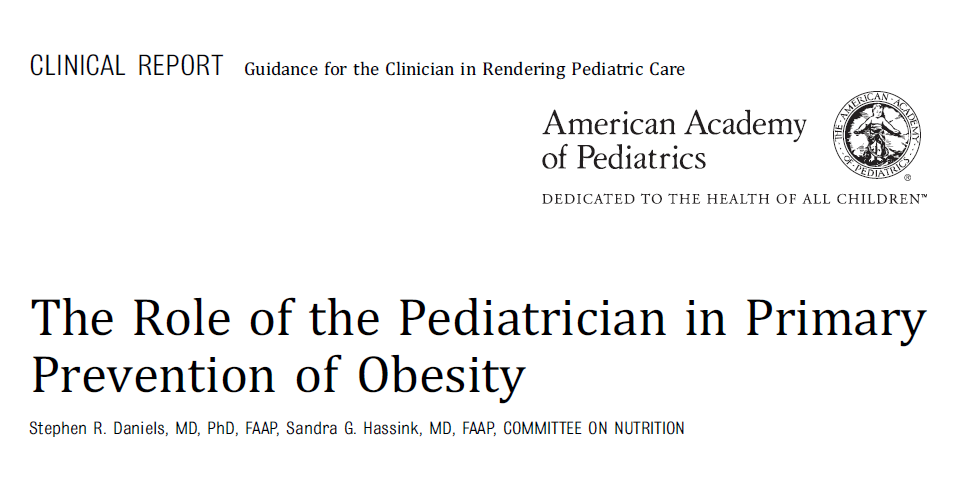 CLINICAL REPORT Guidance for the Clinician in Rendering Pediatric Care
American Academy
of Pediatrics
THE · AMERICAN · ACADEMY · OF · PEDIATRICS ·
®
DEDICATED TO THE HEALTH OF ALL CHILDREN™
The Role of the Pediatrician in Primary
Prevention of Obesity
Stephen R. Daniels, MD, PhD, FAAP, Sandra G. Hassink, MD, FAAP, COMMITTEE ON NUTRITION